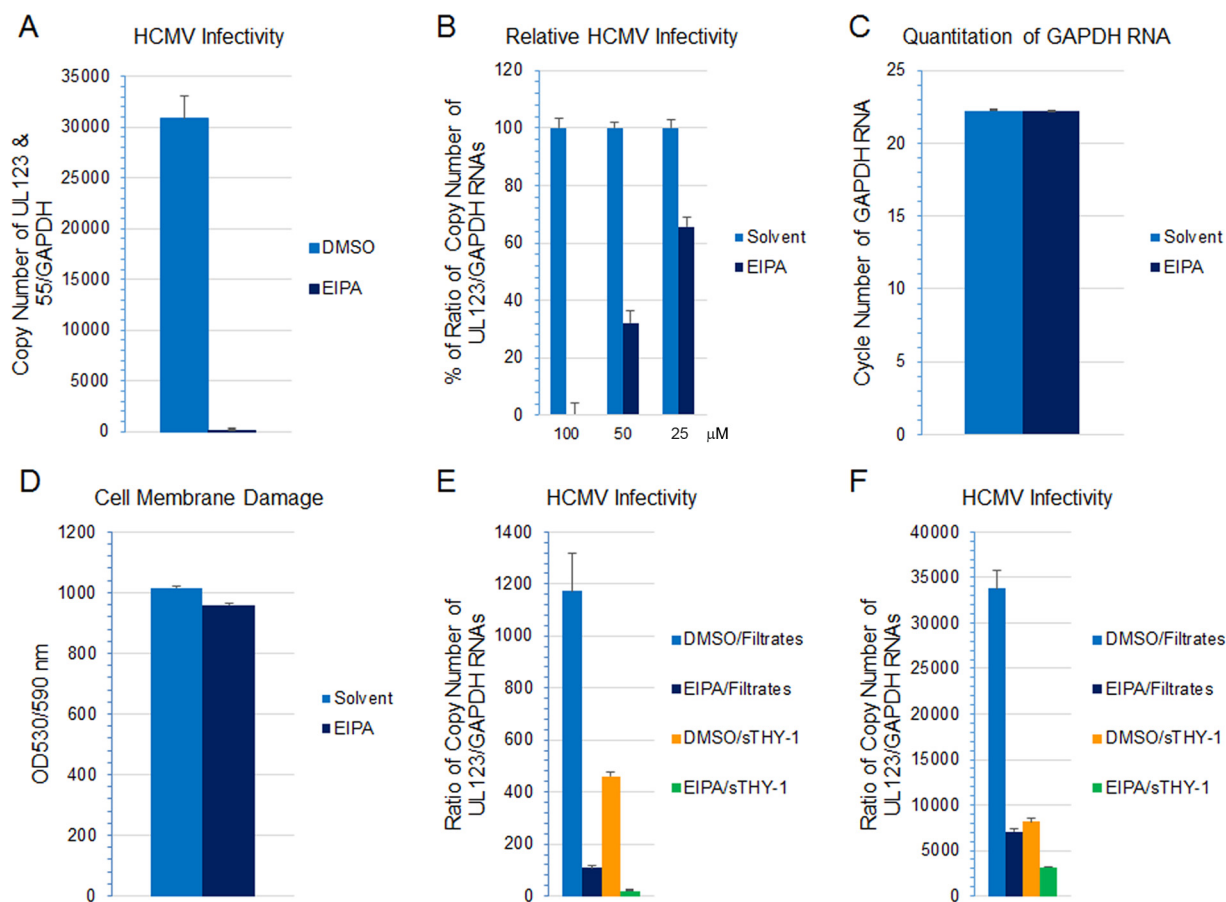 A
HCMV Infectivity
Copy Number of UL123 &
55/GAPDH
35000
30000
25000
20000
15000
10000
5000
0
DMSO
EIPA
B
Relative HCMV Infectivity
% of Ratio of Copy Number of
UL123/GAPDH RNAs
120
100
80
60
40
20
0
100 50 25 μM
Solvent
EIPA
C
Quantitation of GAPDH RNA
Cycle Number of GAPDH RNA
25
22
20
17
15
12
10
7
5
2
0
Solvent
EIPA
D
Cell Membrane Damage
OD530/590 nm
1200
1000
800
600
400
200
0
Solvent
EIPA
E
HCMV Infectivity
Ratio of Copy Number of
UL123/GAPDH RNAs
1400
1200
1000
800
600
400
200
0
DMSO/Filtrates
EIPA/Filtrates
DMSO/sTHY-1
EIPA/sTHY-1
F
HCMV Infectivity
Ratio of Copy Number of
UL123/GAPDH RNAs
40000
35000
30000
25000
20000
15000
10000
5000
0
DMSO/Filtrates
EIPA/Filtrates
DMSO/sTHY-1
EIPA/sTHY-1